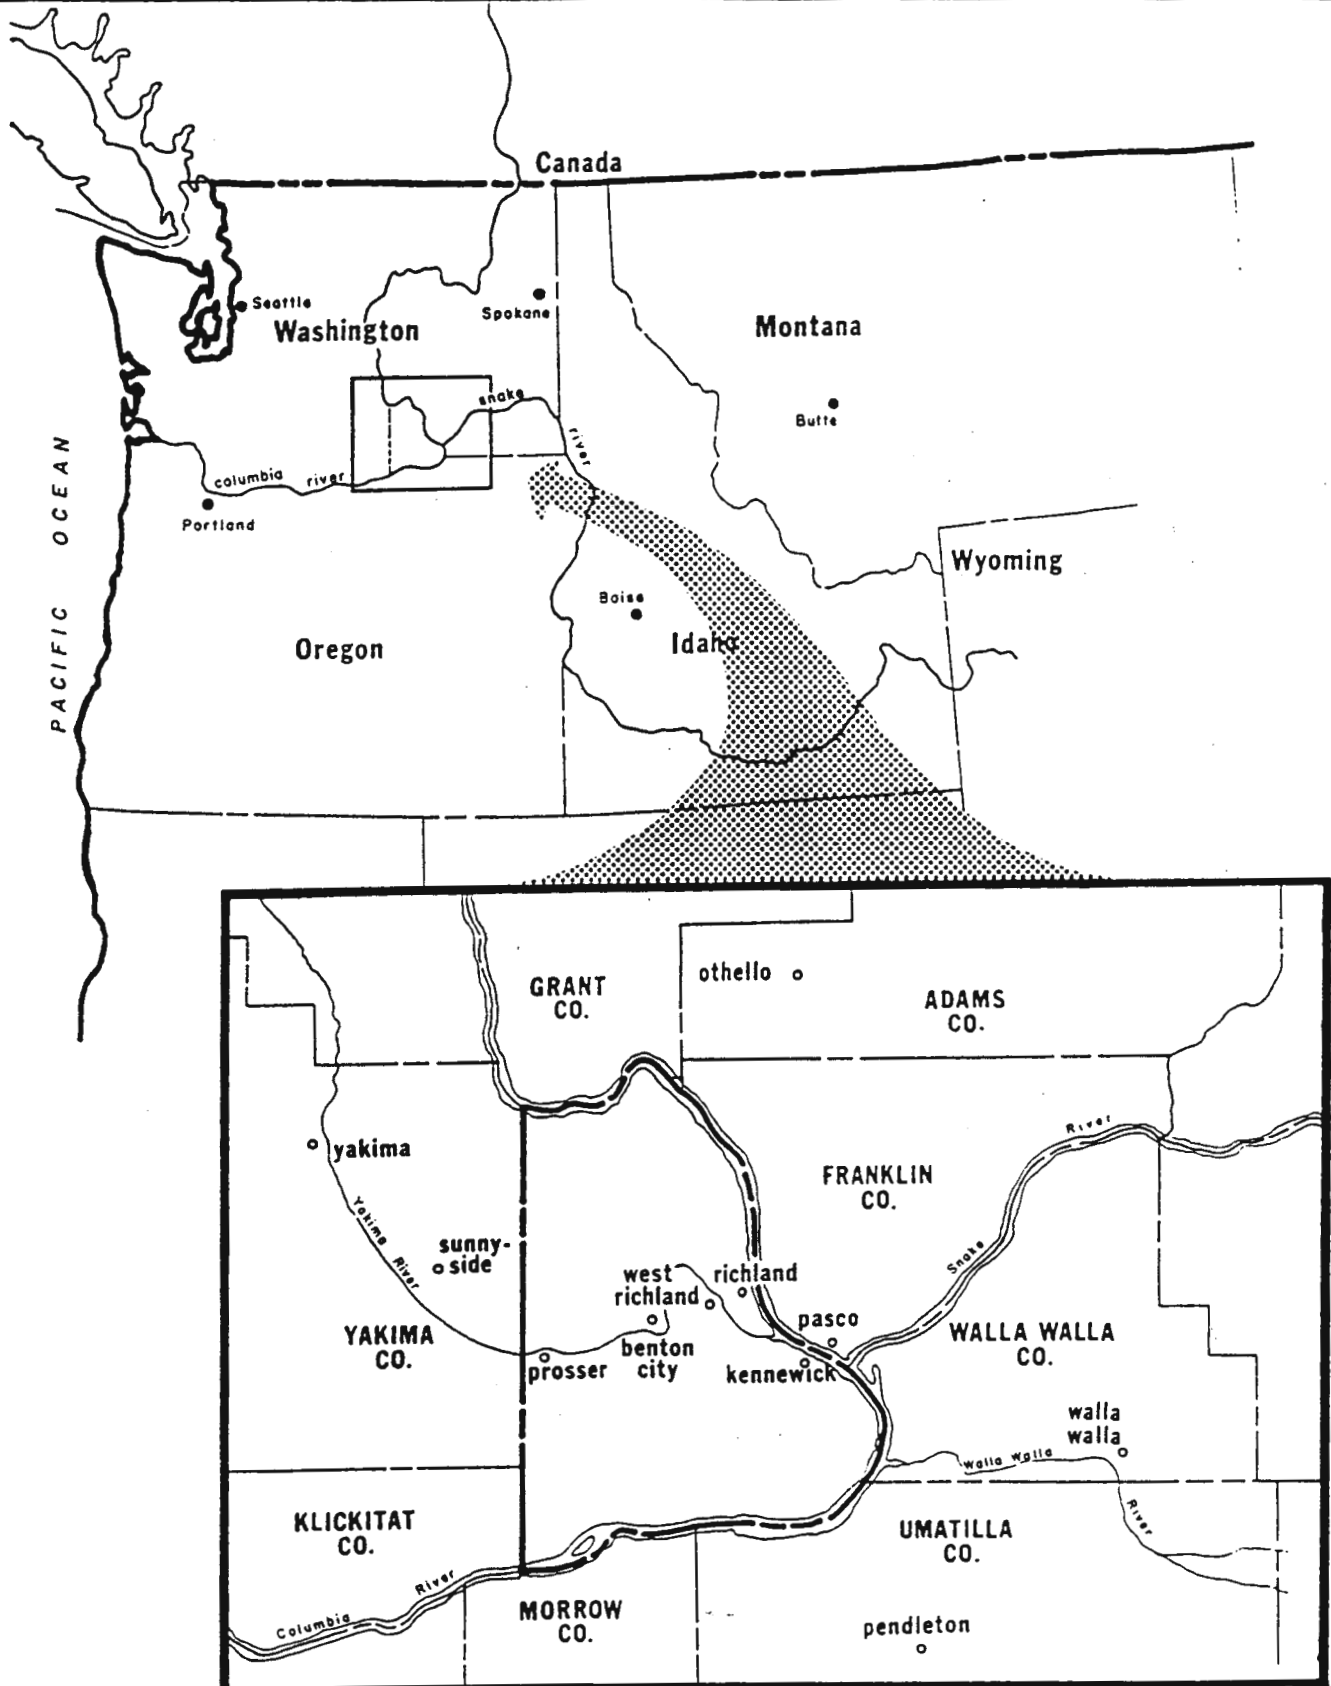 Canada
Seattle
Washington
Spokane
Montana
Butte
snake
river
columbia river
Portland
PACIFIC OCEAN
Wyoming
Boise
Idaho
Oregon
GRANT
CO.
othello
ADAMS
CO.
yakima
River
FRANKLIN
CO.
Yakima River
sunny-
side
Snake
west
richland
richland
pasco
YAKIMA
CO.
benton
city
prosser
kennewick
WALLA WALLA
CO.
walla
walla
Walla Walla
River
KLICKITAT
CO.
UMATILLA
CO.
Columbia River
MORROW
CO.
pendleton